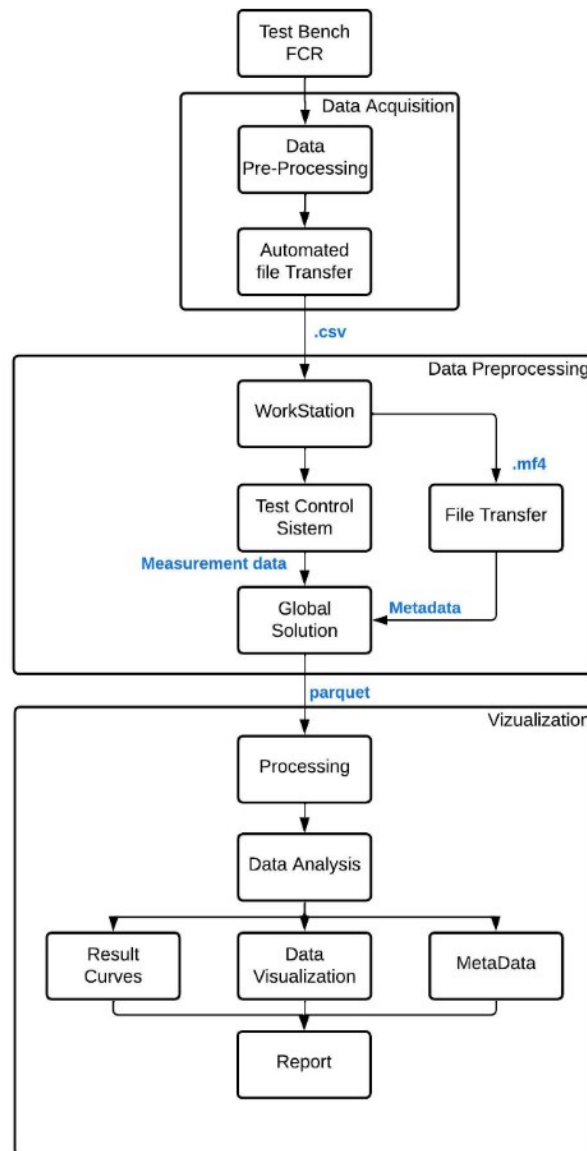 Test Bench
FCR
Data Acquisition
Data
Pre-Processing
Automated
file Transfer
.csv
Data Preprocessing
WorkStation
.mf4
Test Control
Sistem
File Transfer
Measurement data
Metadata
Global
Solution
parquet
Vizualization
Processing
Data Analysis
Result
Curves
Data
Visualization
MetaData
Report